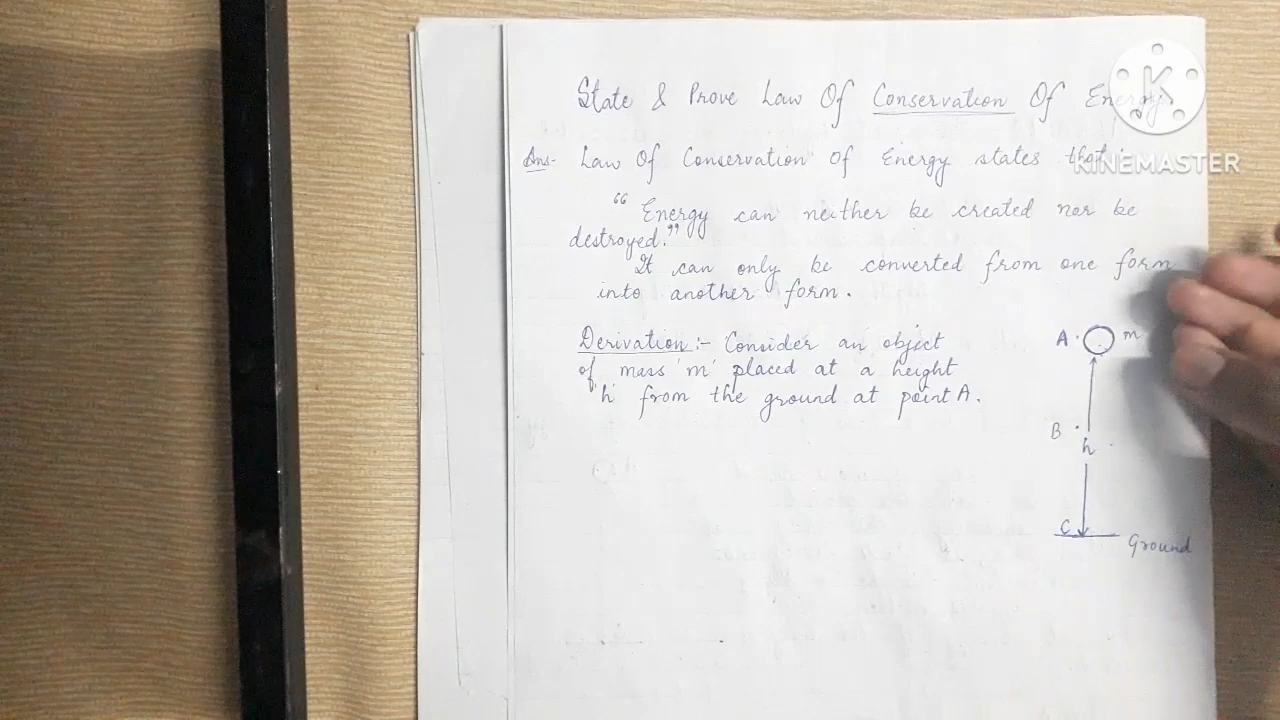 State & Prove Law Of Conservation Of Energy
Ans- Law Of Conservation Of Energy states that :
" Energy can neither be created nor be
destroyed."
It can only be converted from one form
into another form.
Derivation :- Consider an object
of mass 'm' placed at a height
'h' from the ground at point A.
A
m
B
h
C
Ground
K
KINEMASTER